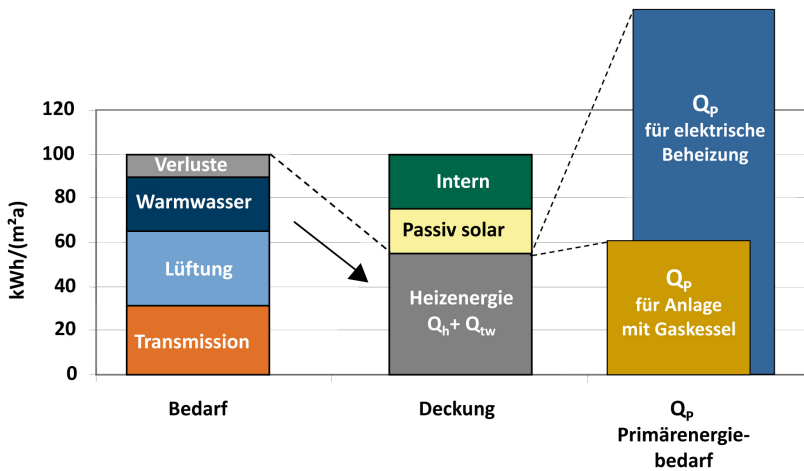 kWh/(m²a)
120
100
80
60
40
20
0
Verluste
Warmwasser
Lüftung
Transmission
Bedarf
Intern
Passiv solar
Heizenergie
Qh+ Qtw
Deckung
QP
für elektrische
Beheizung
QP
für Anlage
mit Gaskessel
QP
Primärenergie-
bedarf